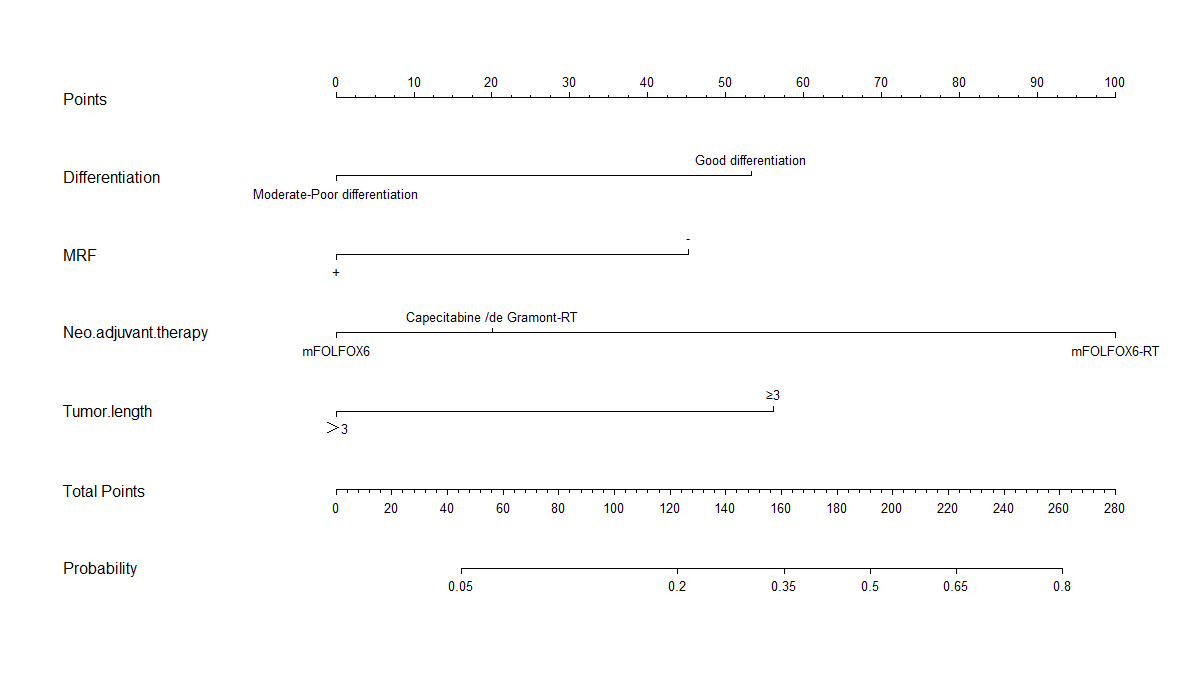 0 10 20 30 40 50 60 70 80 90 100
Points
Good differentiation
Differentiation
Moderate-Poor differentiation
-
MRF
+
Capecitabine /de Gramont-RT
Neo.adjuvant.therapy
mFOLFOX6 mFOLFOX6-RT
≥3
Tumor.length
＞3
Total Points
0 20 40 60 80 100 120 140 160 180 200 220 240 260 280
Probability
0.05 0.2 0.35 0.5 0.65 0.8